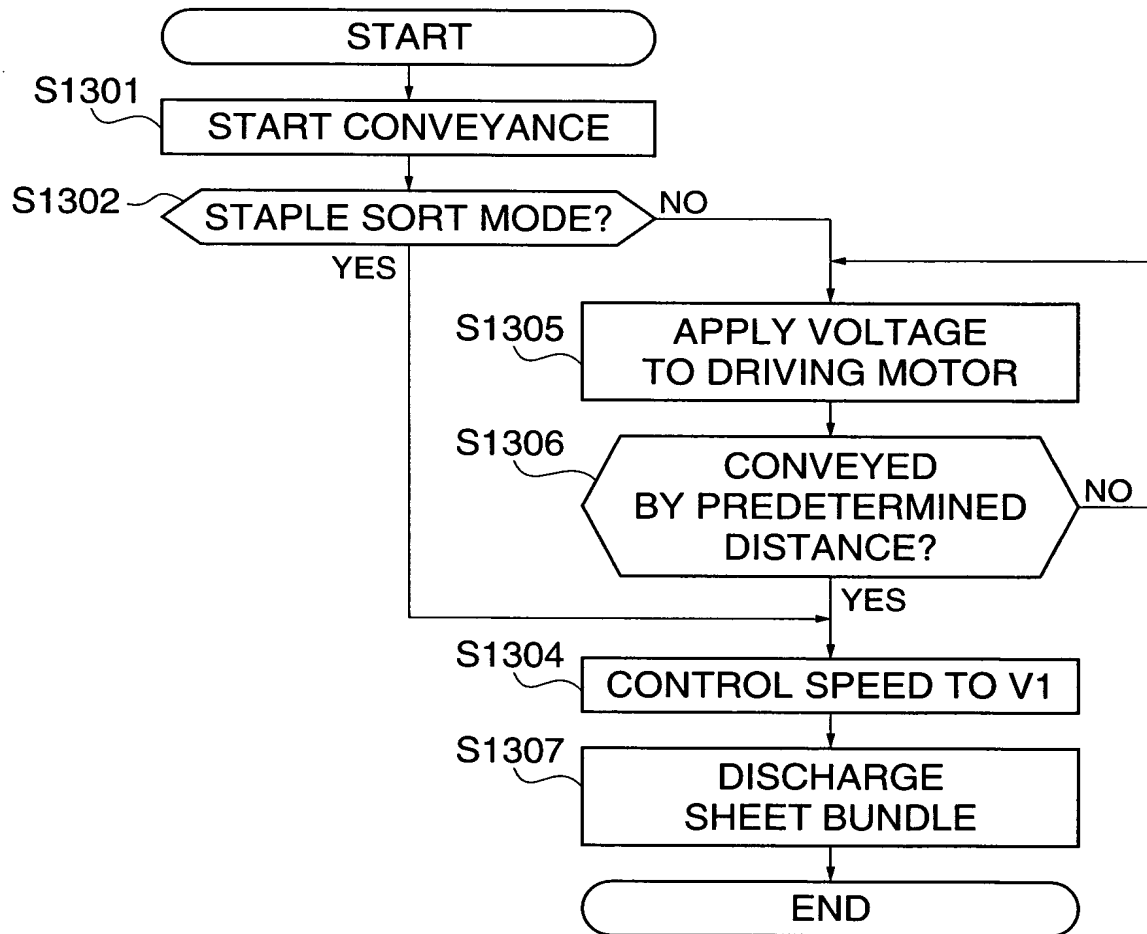 START
S1301
START CONVEYANCE
S1302
STAPLE SORT MODE?
NO
YES
S1305
APPLY VOLTAGE
TO DRIVING MOTOR
S1306
CONVEYED
BY PREDETERMINED
DISTANCE?
NO
YES
S1304
CONTROL SPEED TO V1
S1307
DISCHARGE
SHEET BUNDLE
END